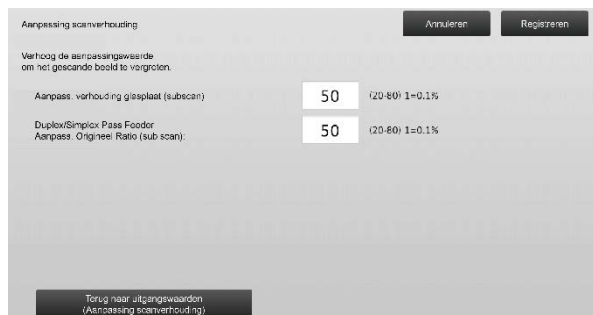 Aanpassing scanverhouding
Annuleren
Registreren
Verhoog de aanpassingswaarde
om het gescande beeld te vergroten.
Aanpass. verhouding glasplaat (subscan)
50
(20-80) 1=0.1%
Duplex/Simplex Pass Feeder
Aanpass. Origineel Ratio (sub scan):
50
(20-80) 1=0.1%
Terug naar uitgangswaarden
(Aanpassing scanverhouding)